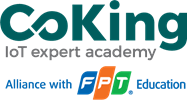 CoKing
IoT expert academy
Alliance with FPT Education